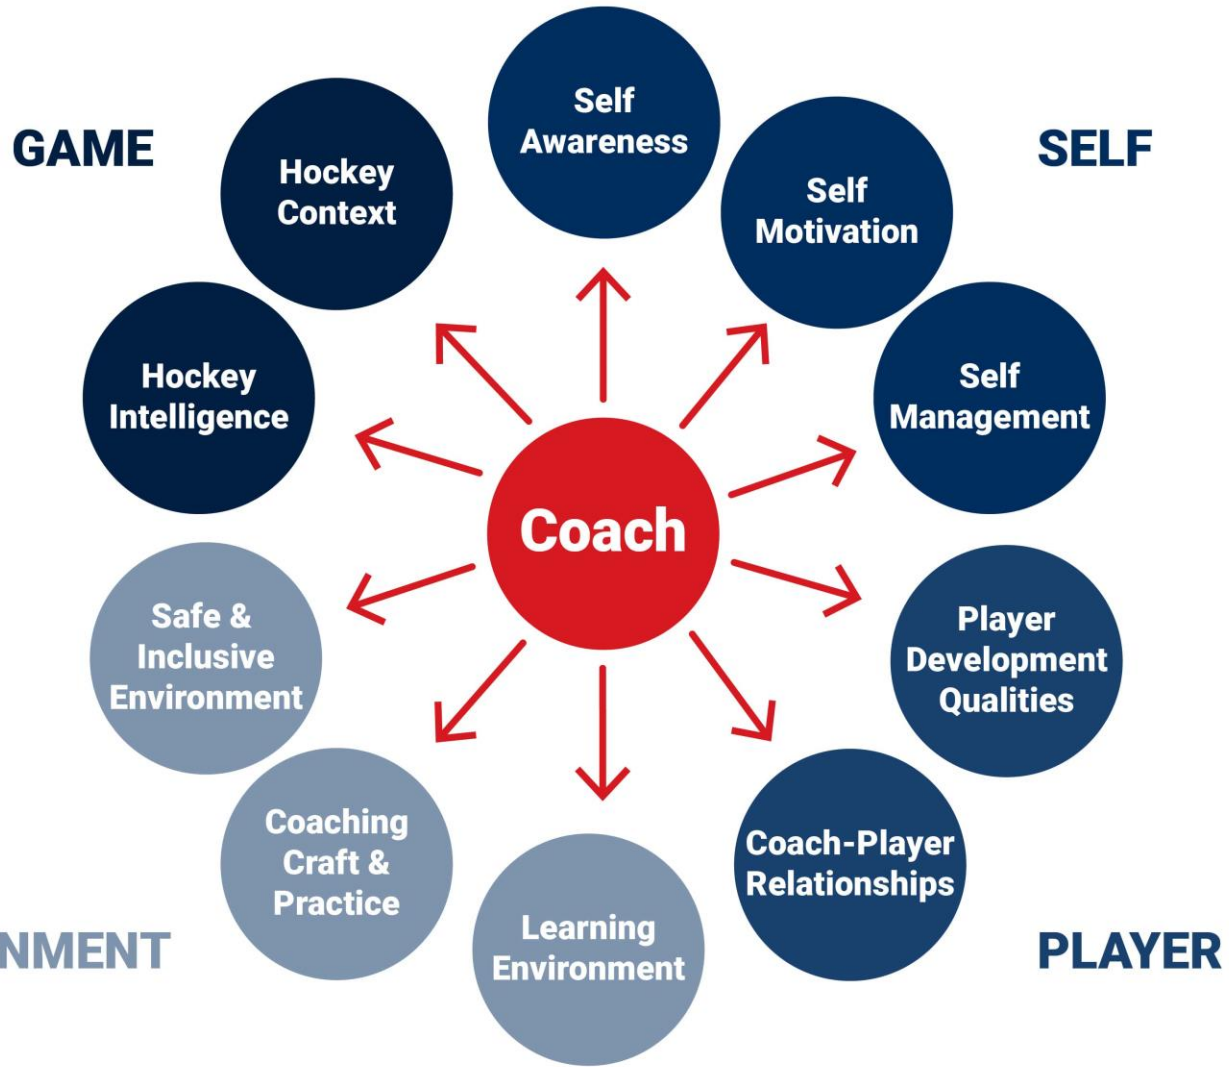 Self
Awareness
GAME
SELF
Hockey
Context
Self
Motivation
Hockey
Intelligence
Self
Management
Coach
Safe &
Inclusive
Environment
Player
Development
Qualities
Coaching
Craft &
Practice
Coach-Player
Relationships
Learning
Environment
NMENT
PLAYER